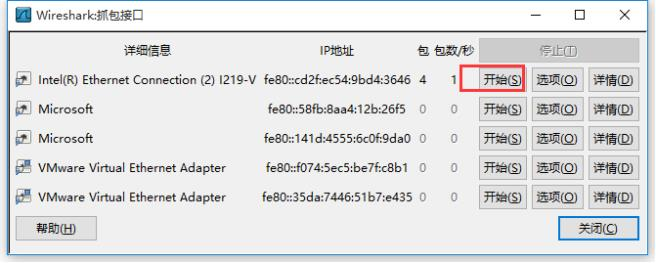 Wireshark:抓包接口
详细信息 IP地址 包 包数/秒 停止(T)
Intel(R) Ethernet Connection (2) I219-V fe80::cd2f:ec54:9bd4:3646 4 1 开始(S) 选项(O) 详情(D)
Microsoft fe80::58fb:8aa4:12b:26f5 0 0 开始(S) 选项(O) 详情(D)
Microsoft fe80::141d:4555:6c0f:9da0 0 0 开始(S) 选项(O) 详情(D)
VMware Virtual Ethernet Adapter fe80::f074:5ec5:be7f:c8b1 0 0 开始(S) 选项(O) 详情(D)
VMware Virtual Ethernet Adapter fe80::35da:7446:51b7:e435 0 0 开始(S) 选项(O) 详情(D)
帮助(H) 关闭(C)